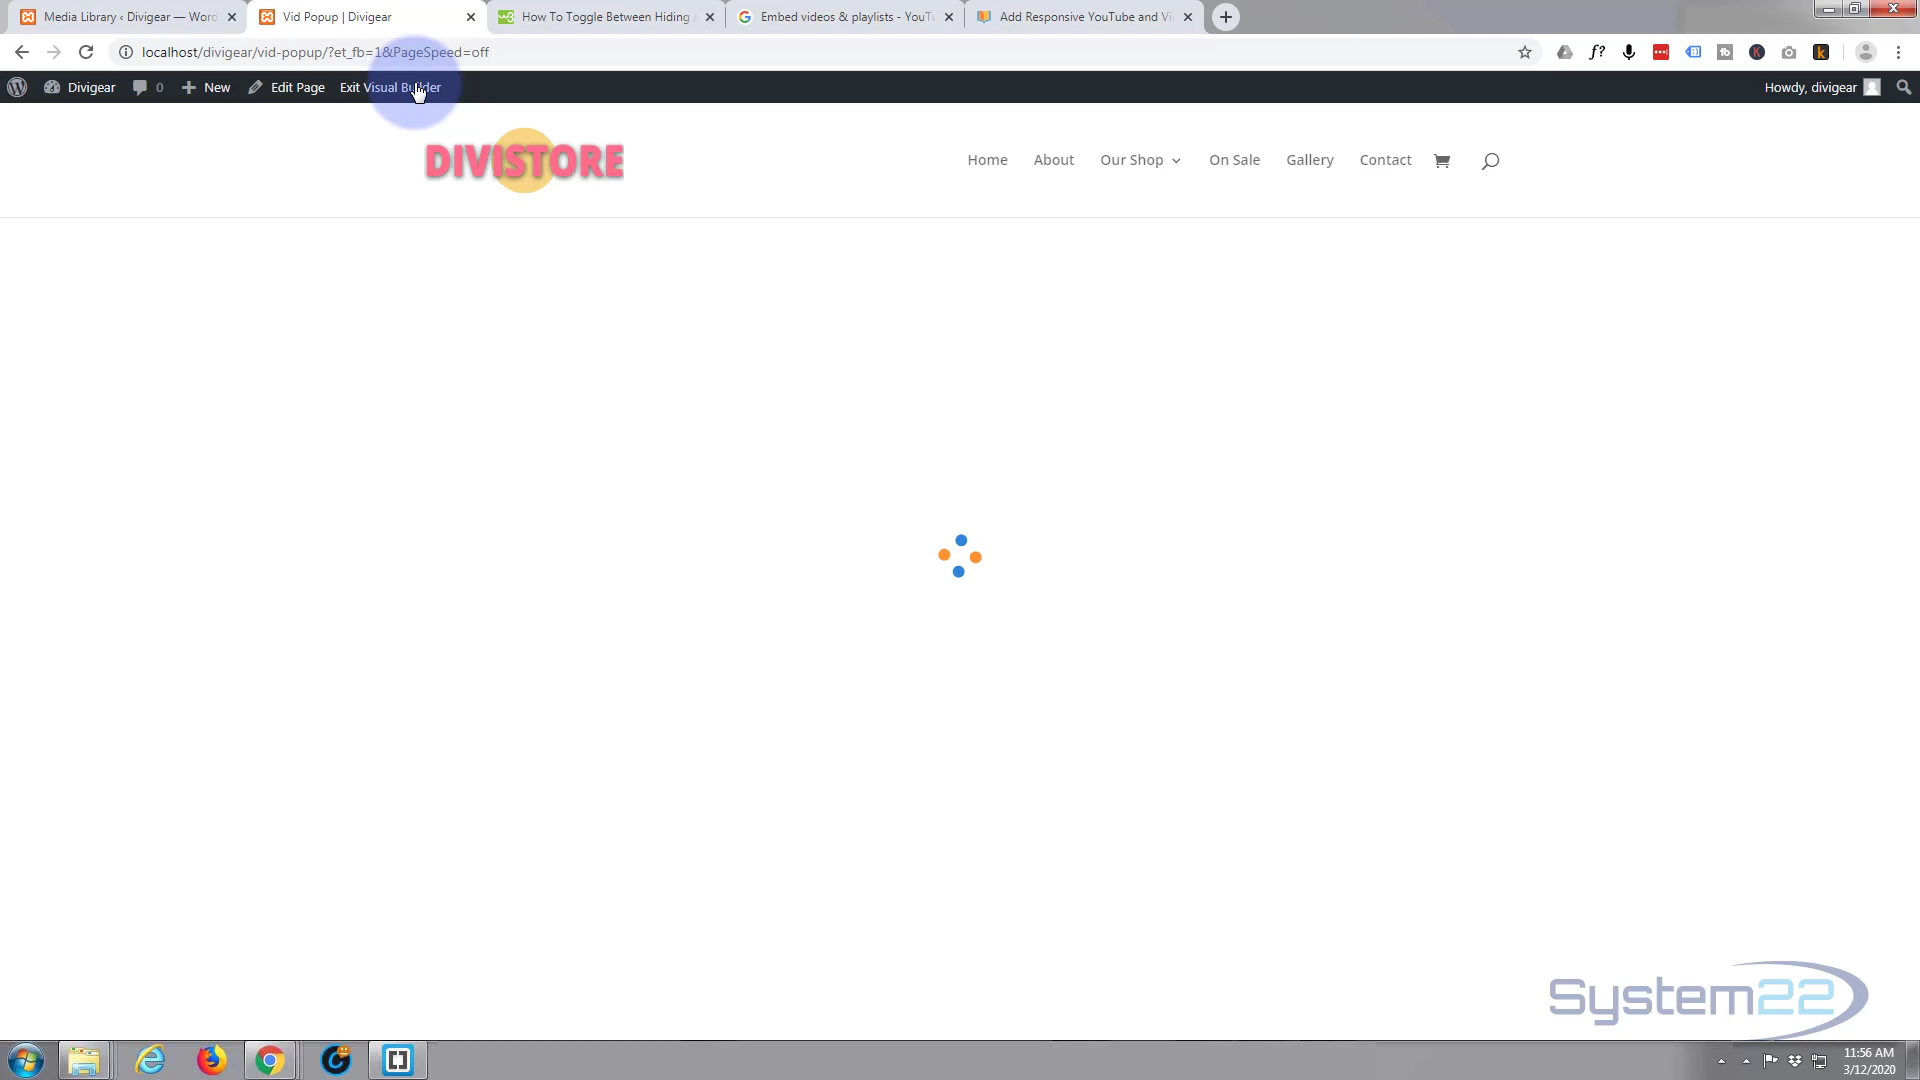 Media Library ‹ Divigear — Word
Vid Popup | Divigear
How To Toggle Between Hiding
Embed videos & playlists - YouTu
Add Responsive YouTube and Vi
localhost/divigear/vid-popup/?et_fb=1&PageSpeed=off
Divigear
0
New
Edit Page
Exit Visual Builder
Howdy, divigear
DIVISTORE
Home
About
Our Shop
On Sale
Gallery
Contact
System22
11:56 AM
3/12/2020